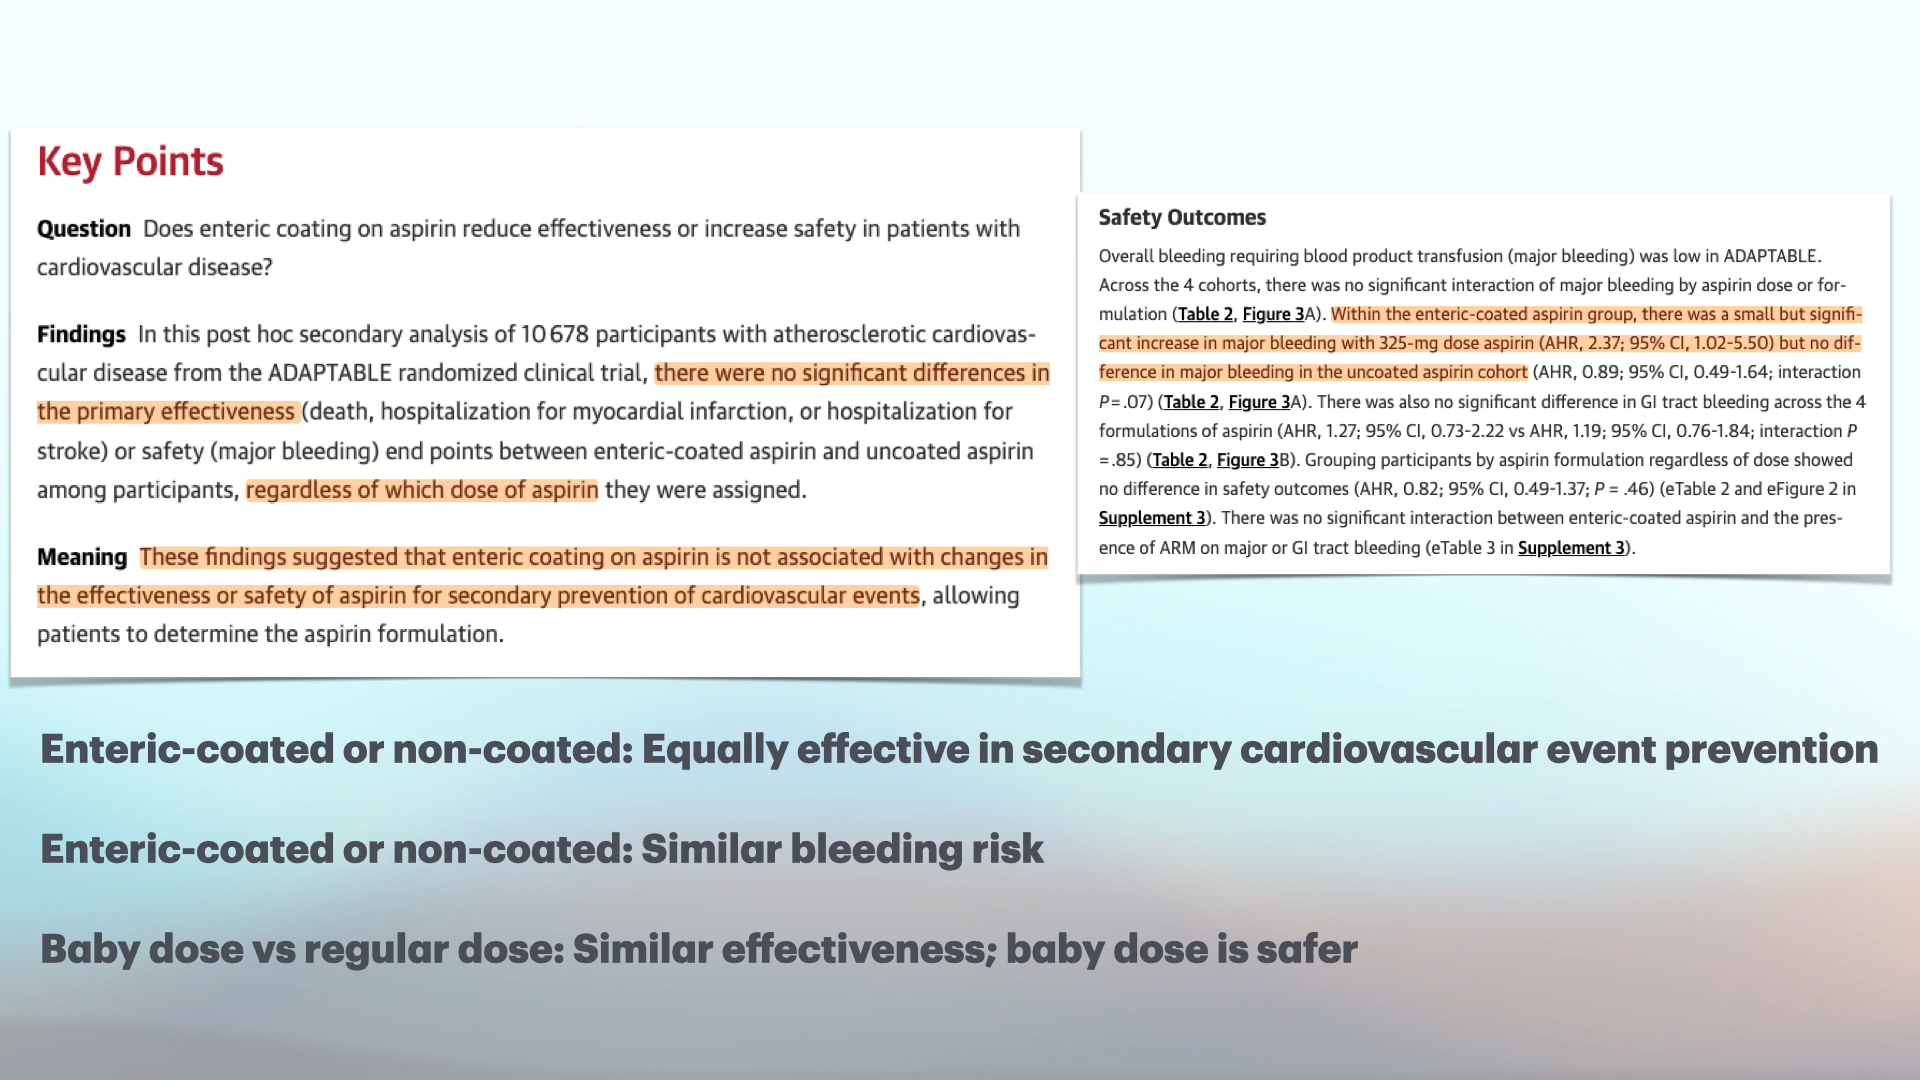 Key Points
Question Does enteric coating on aspirin reduce effectiveness or increase safety in patients with
cardiovascular disease?
Findings In this post hoc secondary analysis of 10 678 participants with atherosclerotic cardiovas-
cular disease from the ADAPTABLE randomized clinical trial, there were no significant differences in
the primary effectiveness (death, hospitalization for myocardial infarction, or hospitalization for
stroke) or safety (major bleeding) end points between enteric-coated aspirin and uncoated aspirin
among participants, regardless of which dose of aspirin they were assigned.
Meaning These findings suggested that enteric coating on aspirin is not associated with changes in
the effectiveness or safety of aspirin for secondary prevention of cardiovascular events, allowing
patients to determine the aspirin formulation.
Safety Outcomes
Overall bleeding requiring blood product transfusion (major bleeding) was low in ADAPTABLE.
Across the 4 cohorts, there was no significant interaction of major bleeding by aspirin dose or for-
mulation (Table 2, Figure 3A). Within the enteric-coated aspirin group, there was a small but signifi-
cant increase in major bleeding with 325-mg dose aspirin (AHR, 2.37; 95% CI, 1.02-5.50) but no dif-
ference in major bleeding in the uncoated aspirin cohort (AHR, 0.89; 95% CI, 0.49-1.64; interaction
P = .07) (Table 2, Figure 3A). There was also no significant difference in GI tract bleeding across the 4
formulations of aspirin (AHR, 1.27; 95% CI, 0.73-2.22 vs AHR, 1.19; 95% CI, 0.76-1.84; interaction P
= .85) (Table 2, Figure 3B). Grouping participants by aspirin formulation regardless of dose showed
no difference in safety outcomes (AHR, 0.82; 95% CI, 0.49-1.37; P = .46) (eTable 2 and eFigure 2 in
Supplement 3). There was no significant interaction between enteric-coated aspirin and the pres-
ence of ARM on major or GI tract bleeding (eTable 3 in Supplement 3).
Enteric-coated or non-coated: Equally effective in secondary cardiovascular event prevention
Enteric-coated or non-coated: Similar bleeding risk
Baby dose vs regular dose: Similar effectiveness; baby dose is safer